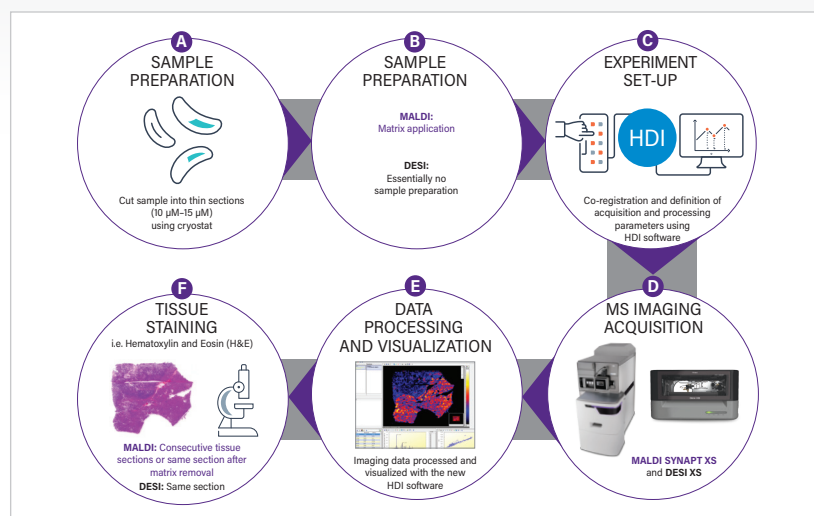 A
SAMPLE
PREPARATION
Cut sample into thin sections
(10 µM–15 µM)
using cryostat
B
SAMPLE
PREPARATION
MALDI:
Matrix application
DESI:
Essentially no
sample preparation
C
EXPERIMENT
SET-UP
HDI
Co-registration and definition of
acquisition and processing
parameters using
HDI software
D
MS IMAGING
ACQUISITION
MALDI SYNAPT XS
and DESI XS
E
DATA
PROCESSING
AND VISUALIZATION
Imaging data processed and
visualized with the new
HDI software
F
TISSUE
STAINING
i.e. Hematoxylin and Eosin (H&E)
MALDI: Consecutive tissue
sections or same section after
matrix removal
DESI: Same section